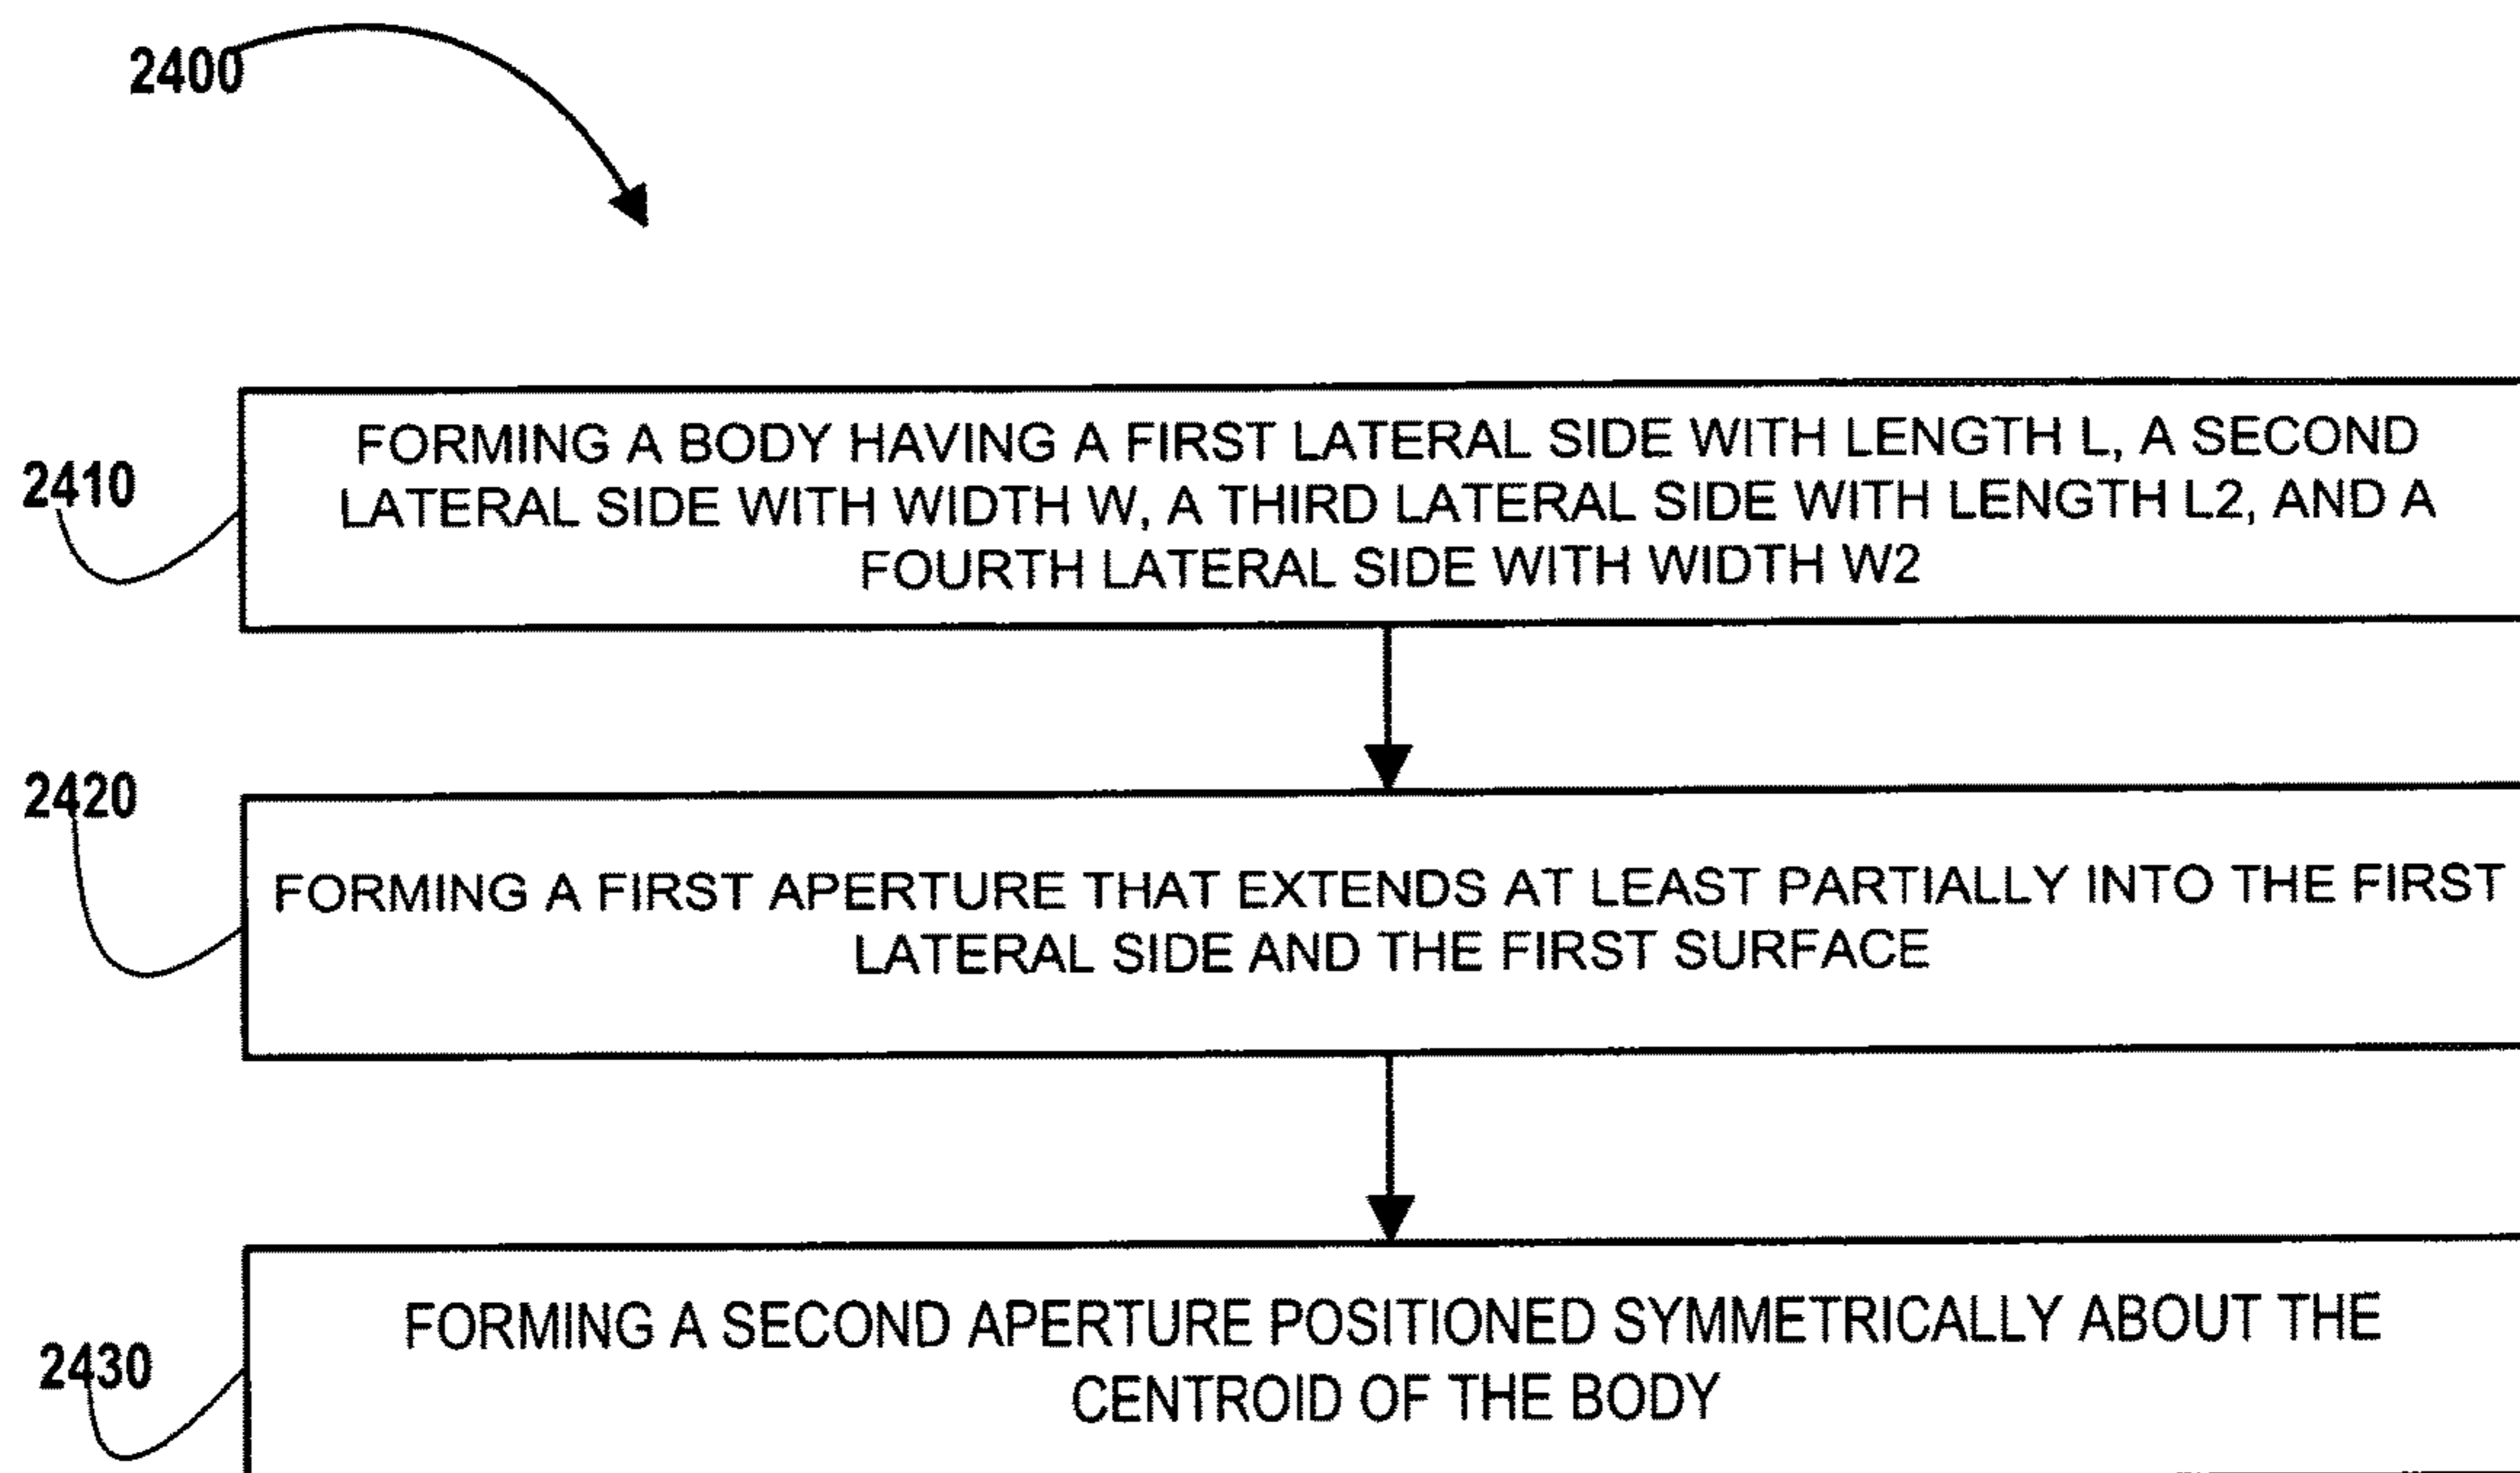 2400
2410
FORMING A BODY HAVING A FIRST LATERAL SIDE WITH LENGTH L, A SECOND
LATERAL SIDE WITH WIDTH W, A THIRD LATERAL SIDE WITH LENGTH L2, AND A
FOURTH LATERAL SIDE WITH WIDTH W2
2420
FORMING A FIRST APERTURE THAT EXTENDS AT LEAST PARTIALLY INTO THE FIRST
LATERAL SIDE AND THE FIRST SURFACE
2430
FORMING A SECOND APERTURE POSITIONED SYMMETRICALLY ABOUT THE
CENTROID OF THE BODY